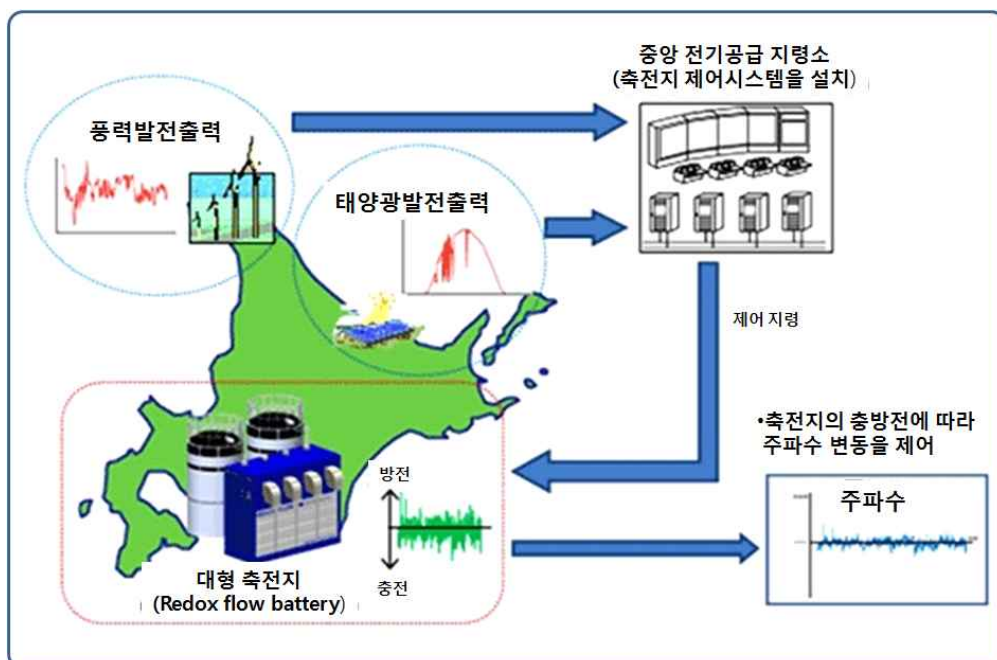 중앙 전기공급 지령소
(축전지 제어시스템을 설치)
풍력발전출력
태양광발전출력
제어 지령
•축전지의 충방전에 따라
주파수 변동을 제어
방전
주파수
충전
대형 축전지
(Redox flow battery)